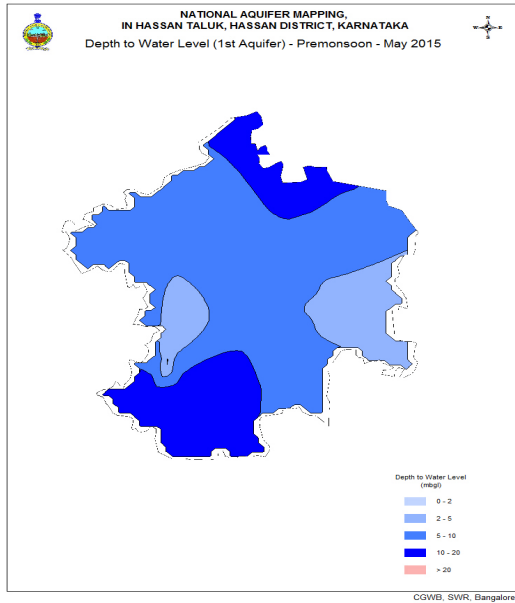 NATIONAL AQUIFER MAPPING,
IN HASSAN TALUK, HASSAN DISTRICT, KARNATAKA
Depth to Water Level (1st Aquifer) - Premonsoon - May 2015
N
W
E
S
Depth to Water Level
(mbgl)
0 - 2
2 - 5
5 - 10
10 - 20
> 20
CGWB, SWR, Bangalore